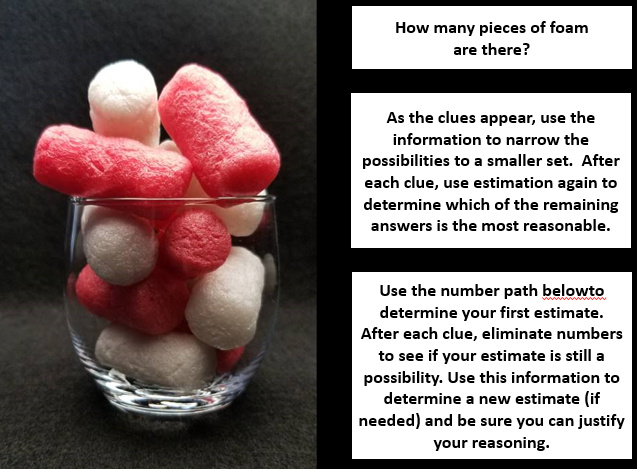 How many pieces of foam
are there?
As the clues appear, use the
information to narrow the
possibilities to a smaller set.  After
each clue, use estimation again to
determine which of the remaining
answers is the most reasonable.
Use the number path belowto
determine your first estimate.
After each clue, eliminate numbers
to see if your estimate is still a
possibility. Use this information to
determine a new estimate (if
needed) and be sure you can justify
your reasoning.